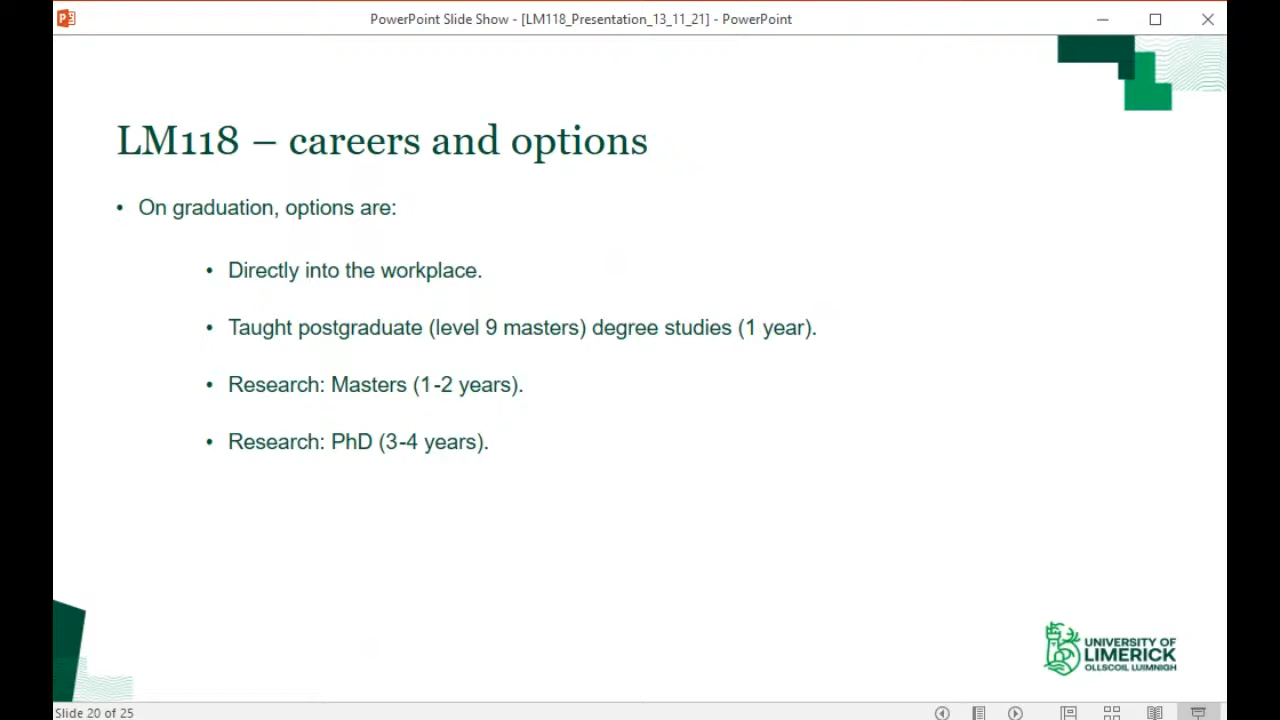 PowerPoint Slide Show - [LM118_Presentation_13_11_21] - PowerPoint
LM118 – careers and options
• On graduation, options are:
• Directly into the workplace.
• Taught postgraduate (level 9 masters) degree studies (1 year).
• Research: Masters (1-2 years).
• Research: PhD (3-4 years).
UNIVERSITY OF
LIMERICK
OLLSCOIL LUIMNIGH
Slide 20 of 25